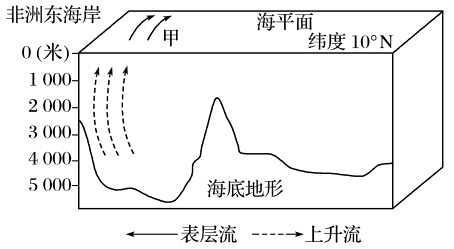 非洲东海岸
海平面
甲
纬度 10°N
0 (米)
1 000
2 000
3 000
4 000
5 000
海底地形
表层流 上升流